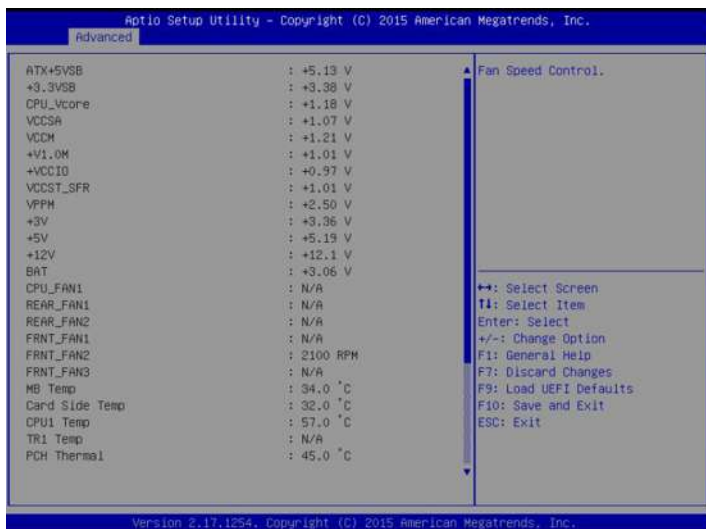 Aptio Setup Utility – Copyright (C) 2015 American Megatrends, Inc.
Advanced
ATX+5VSB : +5.13 V
+3.3VSB : +3.38 V
CPU_Vcore : +1.18 V
VCCSA : +1.07 V
VCCM : +1.21 V
+V1.0M : +1.01 V
+VCCIO : +0.97 V
VCCST_SFR : +1.01 V
VPPM : +2.50 V
+3V : +3.36 V
+5V : +5.19 V
+12V : +12.1 V
BAT : +3.06 V
CPU_FAN1 : N/A
REAR_FAN1 : N/A
REAR_FAN2 : N/A
FRNT_FAN1 : N/A
FRNT_FAN2 : 2100 RPM
FRNT_FAN3 : N/A
MB Temp : 34.0 °C
Card Side Temp : 32.0 °C
CPU1 Temp : 57.0 °C
TR1 Temp : N/A
PCH Thermal : 45.0 °C
Fan Speed Control.
↔: Select Screen
↑↓: Select Item
Enter: Select
+/-: Change Option
F1: General Help
F7: Discard Changes
F9: Load UEFI Defaults
F10: Save and Exit
ESC: Exit
Version 2.17.1254. Copyright (C) 2015 American Megatrends, Inc.